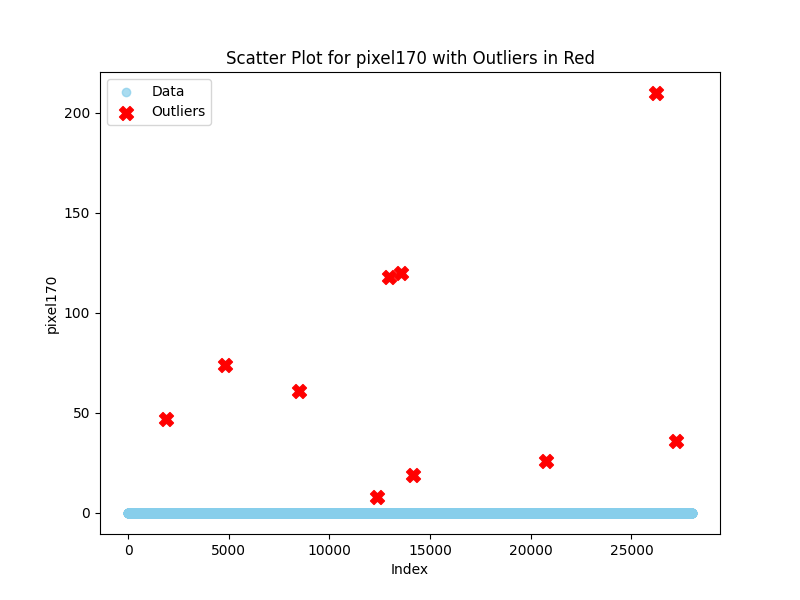 Scatter Plot for pixel170 with Outliers in Red
Data
Outliers
200
150
100
50
0
pixel170
0 5000 10000 15000 20000 25000
Index